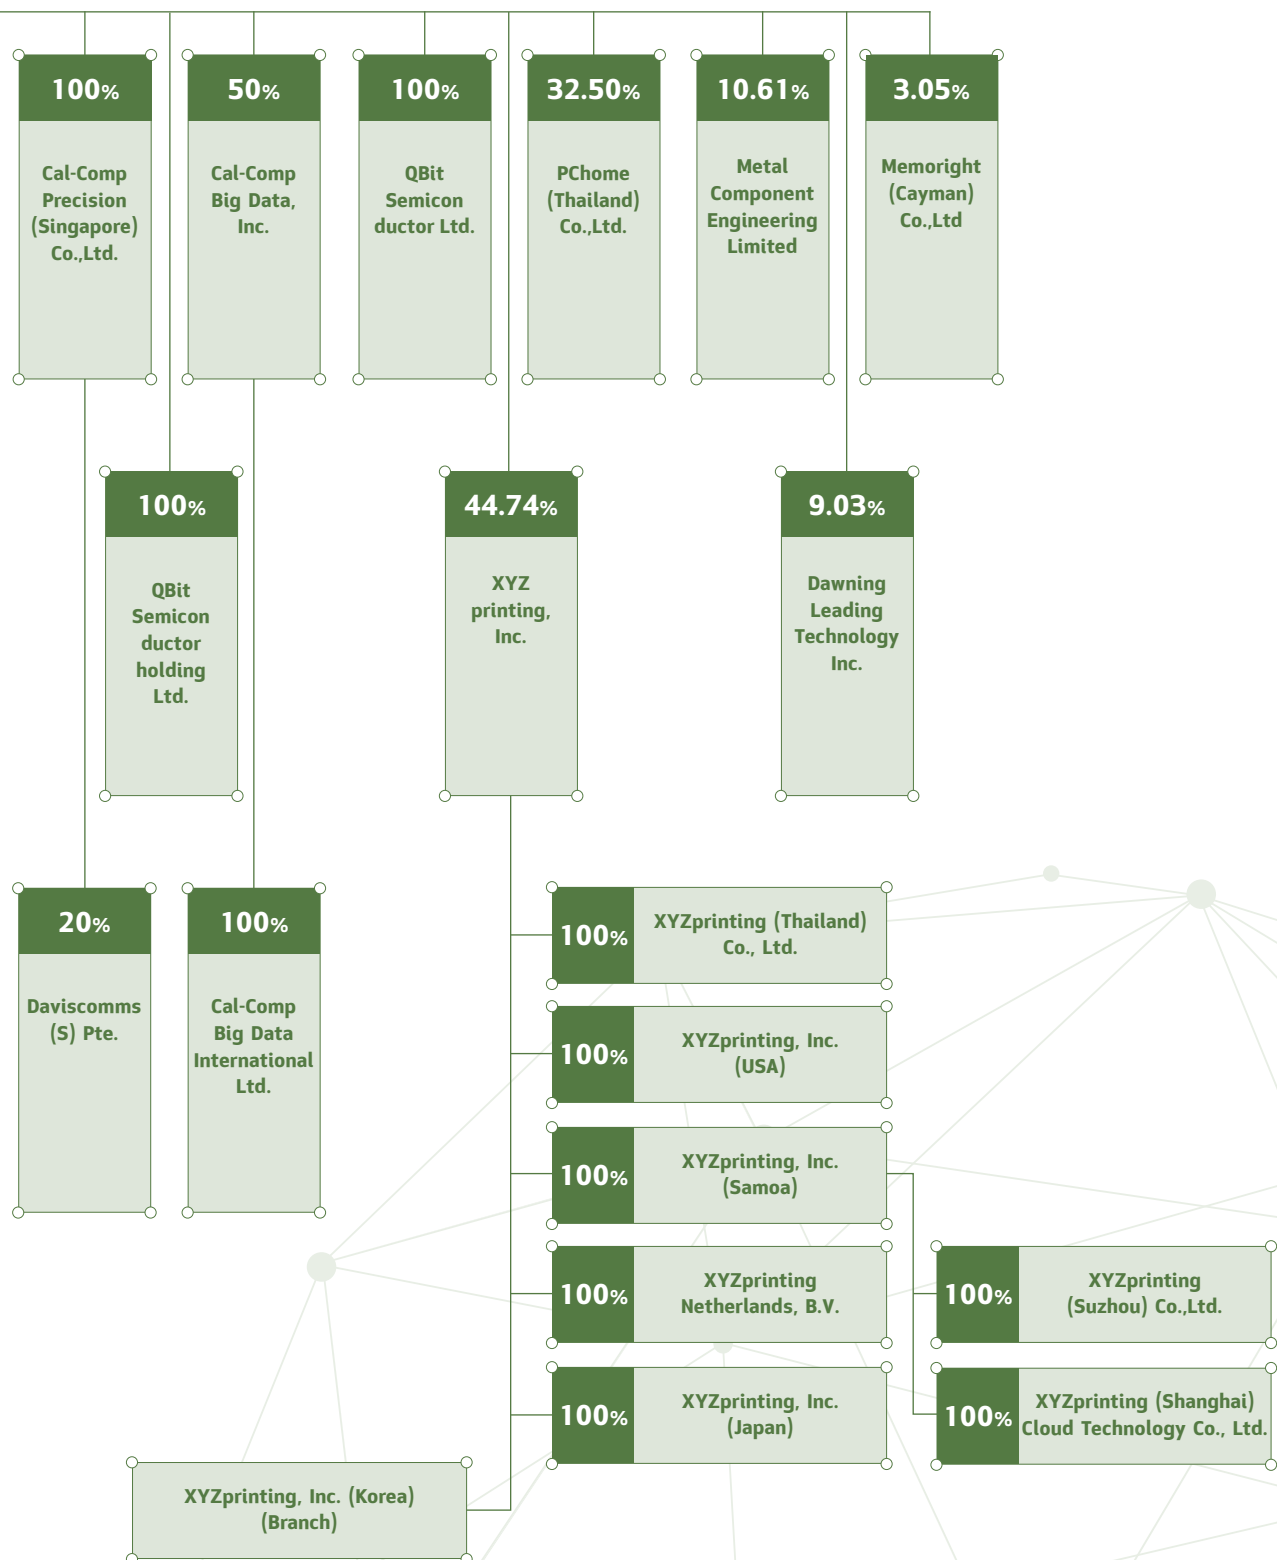 100%
Cal-Comp
Precision
(Singapore)
Co.,Ltd.
50%
Cal-Comp
Big Data,
Inc.
100%
QBit
Semicon
ductor Ltd.
32.50%
PChome
(Thailand)
Co.,Ltd.
10.61%
Metal
Component
Engineering
Limited
3.05%
Memoright
(Cayman)
Co.,Ltd
100%
QBit
Semicon
ductor
holding
Ltd.
44.74%
XYZ
printing,
Inc.
9.03%
Dawning
Leading
Technology
Inc.
20%
Daviscomms
(S) Pte.
100%
Cal-Comp
Big Data
International
Ltd.
100%
XYZprinting (Thailand)
Co., Ltd.
100%
XYZprinting, Inc.
(USA)
100%
XYZprinting, Inc.
(Samoa)
100%
XYZprinting
Netherlands, B.V.
100%
XYZprinting
(Suzhou) Co.,Ltd.
100%
XYZprinting, Inc.
(Japan)
100%
XYZprinting (Shanghai)
Cloud Technology Co., Ltd.
XYZprinting, Inc. (Korea)
(Branch)